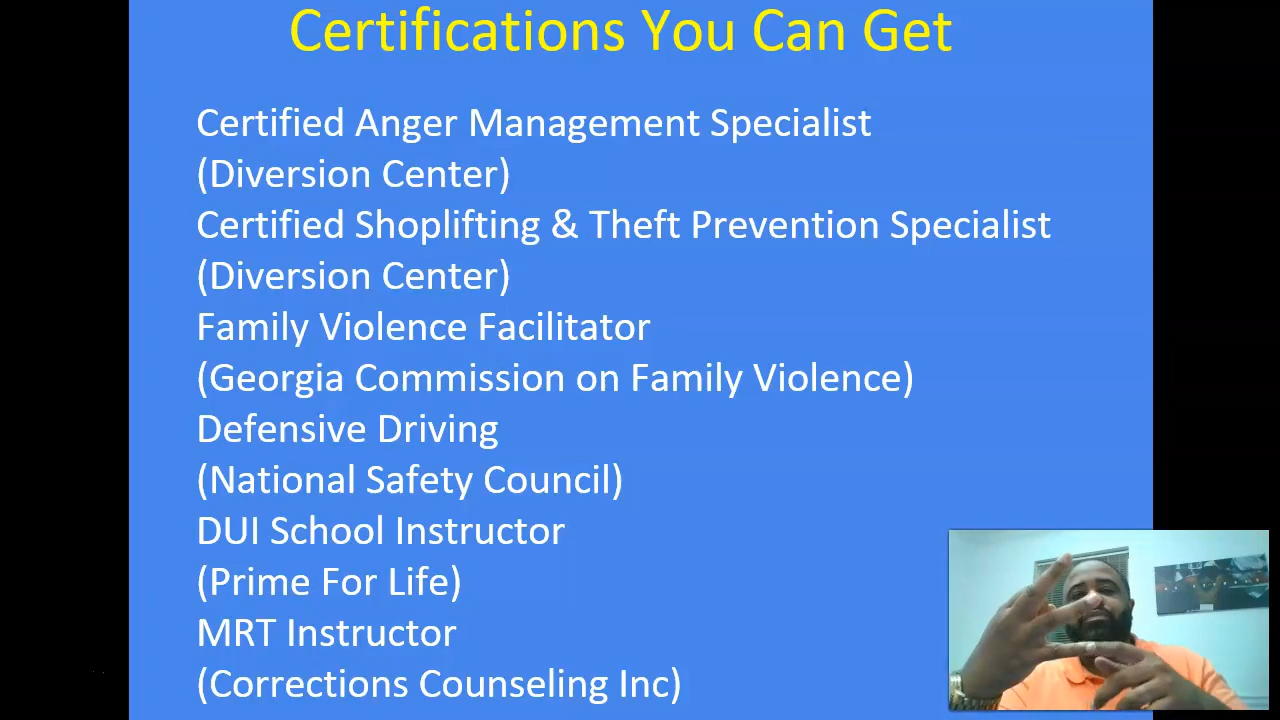 Certifications You Can Get
Certified Anger Management Specialist
(Diversion Center)
Certified Shoplifting & Theft Prevention Specialist
(Diversion Center)
Family Violence Facilitator
(Georgia Commission on Family Violence)
Defensive Driving
(National Safety Council)
DUI School Instructor
(Prime For Life)
MRT Instructor
(Corrections Counseling Inc)